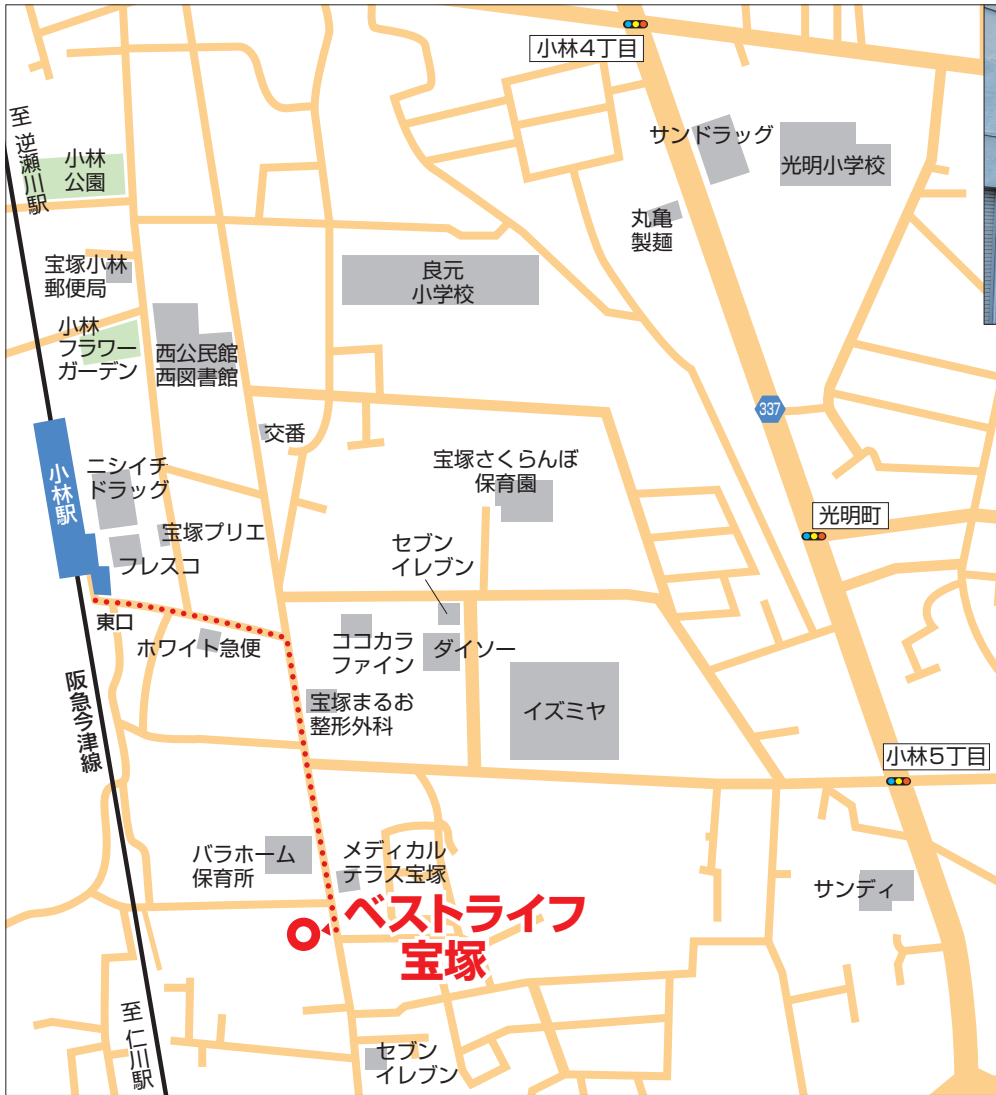 小林4丁目
至
逆瀬川駅
小林
公園
サンドラッグ
光明小学校
丸亀
製麺
宝塚小林
郵便局
良元
小学校
小林
フラワー
ガーデン
西公民館
西図書館
337
交番
小林駅
ニシイチ
ドラッグ
宝塚さくらんぼ
保育園
光明町
宝塚プリエ
フレスコ
セブン
イレブン
東口
ホワイト急便
ココカラ
ファイン
ダイソー
阪急今津線
宝塚まるお
整形外科
イズミヤ
小林5丁目
バラホーム
保育所
メディカル
テラス宝塚
サンディ
ベストライフ
宝塚
至
仁川駅
セブン
イレブン